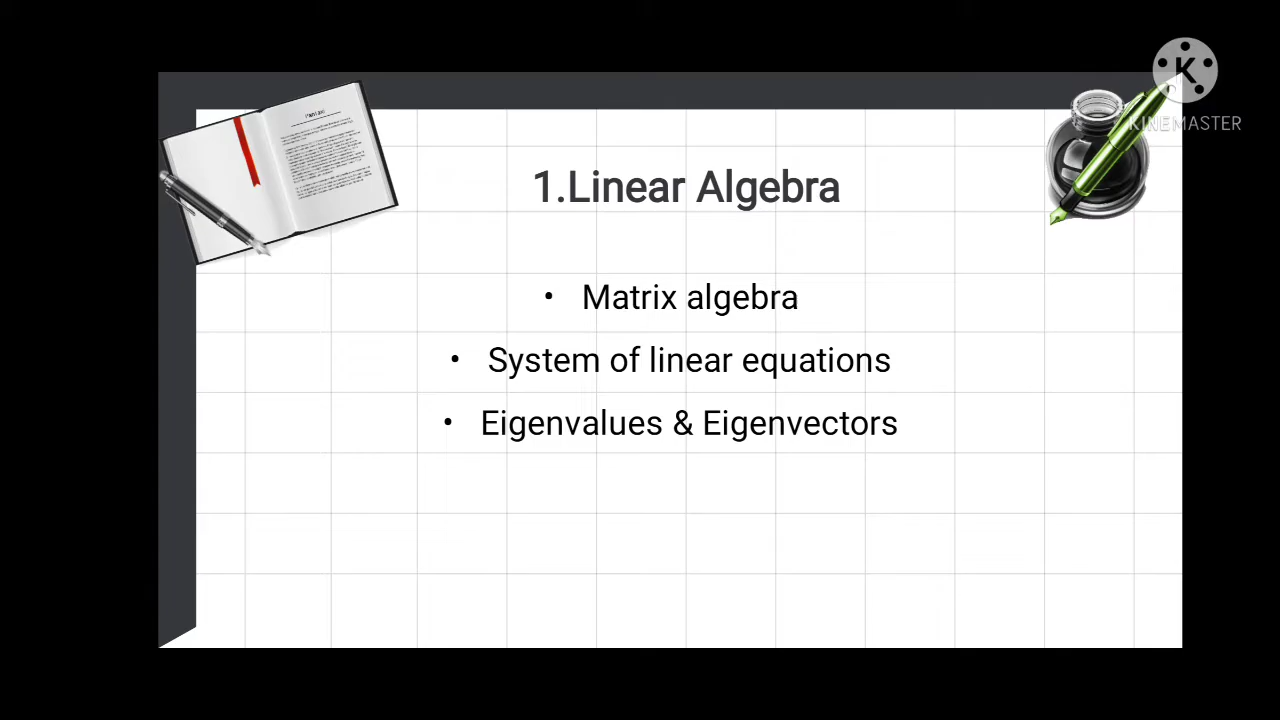 K
KINEMASTER
1.Linear Algebra
• Matrix algebra
• System of linear equations
• Eigenvalues & Eigenvectors